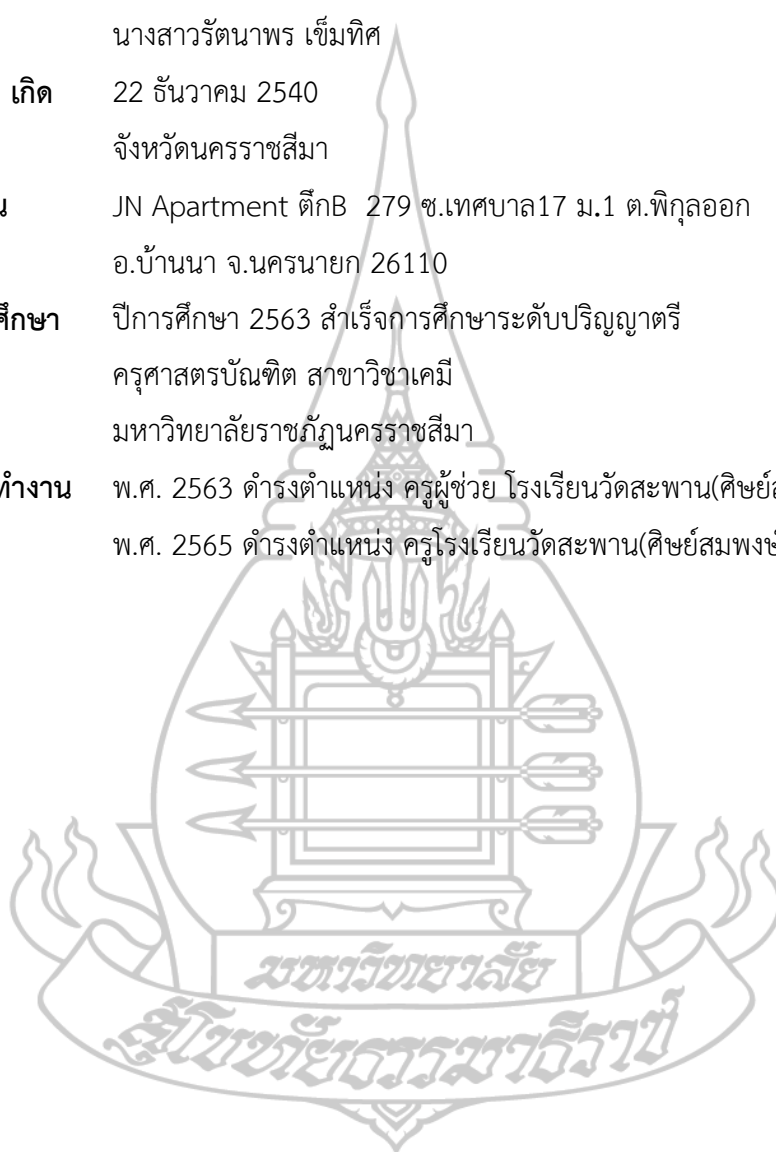 นางสาวรัตนาพร เข็มทิศ
เกิด 22 ธันวาคม 2540
จังหวัดนครราชสีมา
JN Apartment ตึกB 279 ซ.เทศบาล17 ม.1 ต.พิกุลออก
อ.บ้านนา จ.นครนายก 26110
ศึกษา ปีการศึกษา 2563 สำเร็จการศึกษาระดับปริญญาตรี
ครุศาสตรบัณฑิต สาขาวิชาเคมี
มหาวิทยาลัยราชภัฏนครราชสีมา
ทำงาน พ.ศ. 2563 ดำรงตำแหน่ง ครูผู้ช่วย โรงเรียนวัดสะพาน(ศิษย์
พ.ศ. 2565 ดำรงตำแหน่ง ครูโรงเรียนวัดสะพาน(ศิษย์สมพงษ์
มหาวิทยาลัย
สุโขทัยธรรมาธิราช